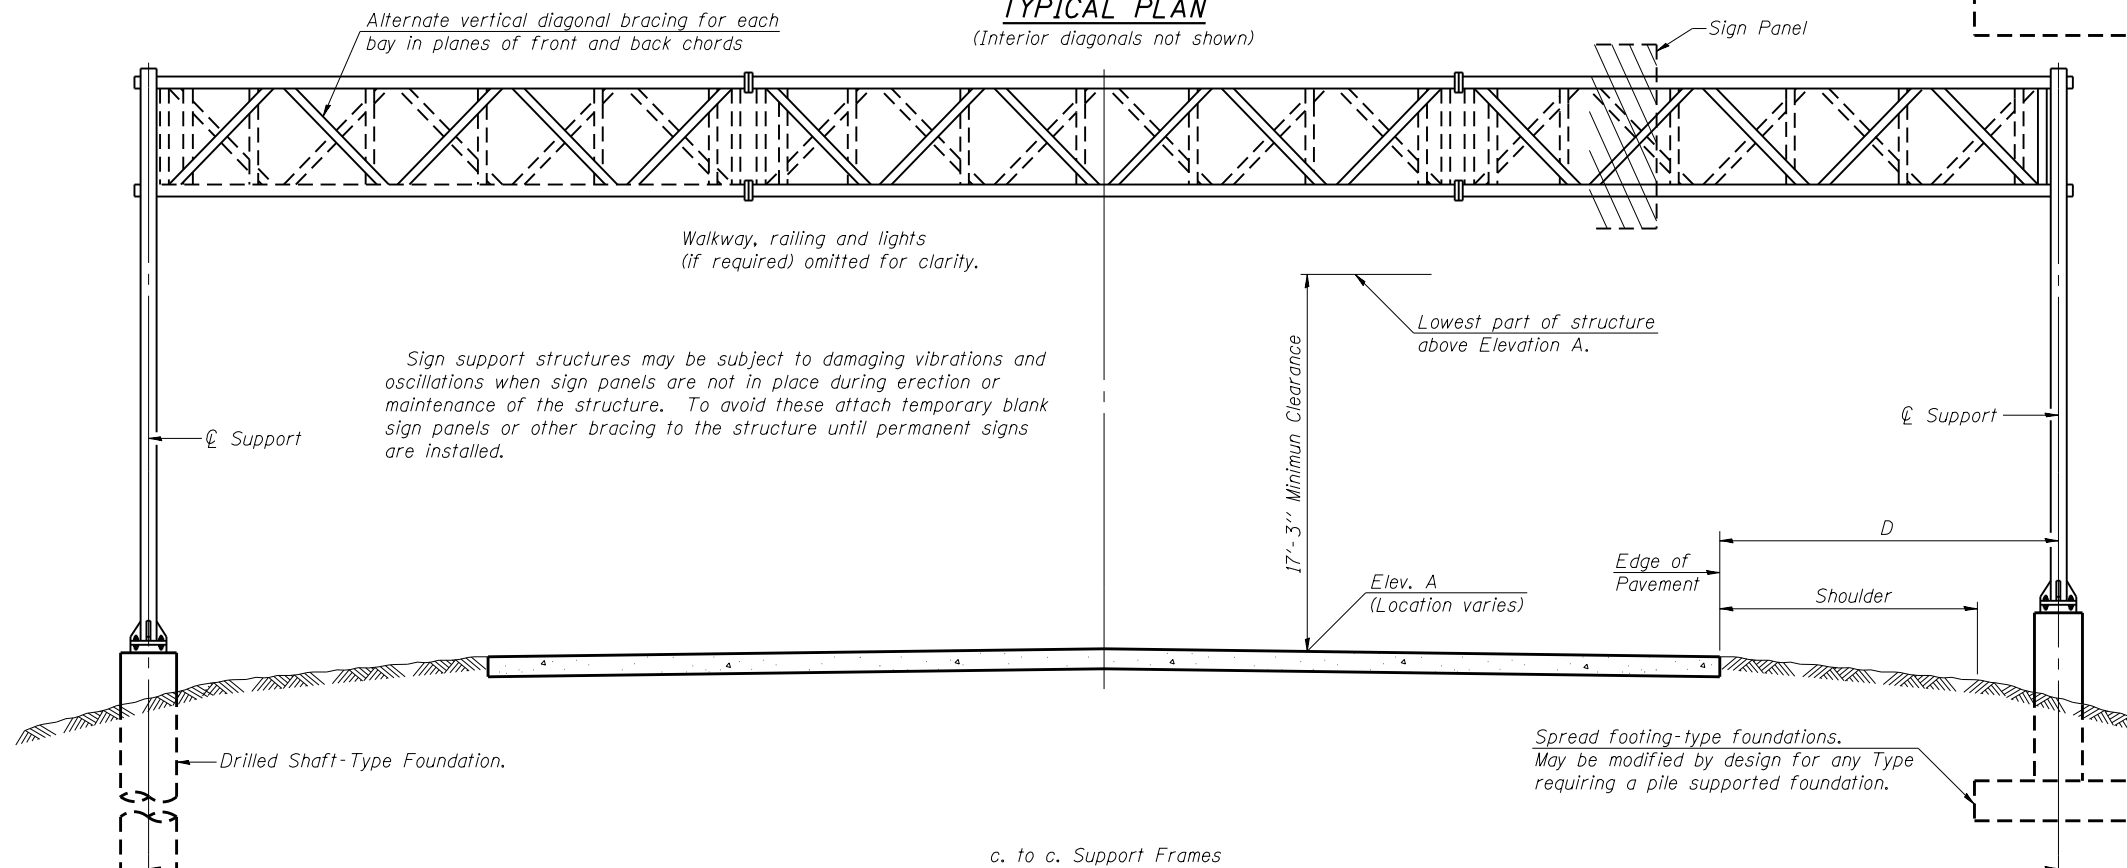 TYPICAL PLAN
(Interior diagonals not shown)
Alternate vertical diagonal bracing for each
bay in planes of front and back chords
Sign Panel
Walkway, railing and lights
(if required) omitted for clarity.
Lowest part of structure
above Elevation A.
Sign support structures may be subject to damaging vibrations and
oscillations when sign panels are not in place during erection or
maintenance of the structure.  To avoid these attach temporary blank
sign panels or other bracing to the structure until permanent signs
are installed.
17'-3" Minimun Clearance
℄ Support
℄ Support
D
Edge of
Pavement
Shoulder
Elev. A
(Location varies)
Drilled Shaft-Type Foundation.
Spread footing-type foundations.
May be modified by design for any Type
requiring a pile supported foundation.
c. to c. Support Frames